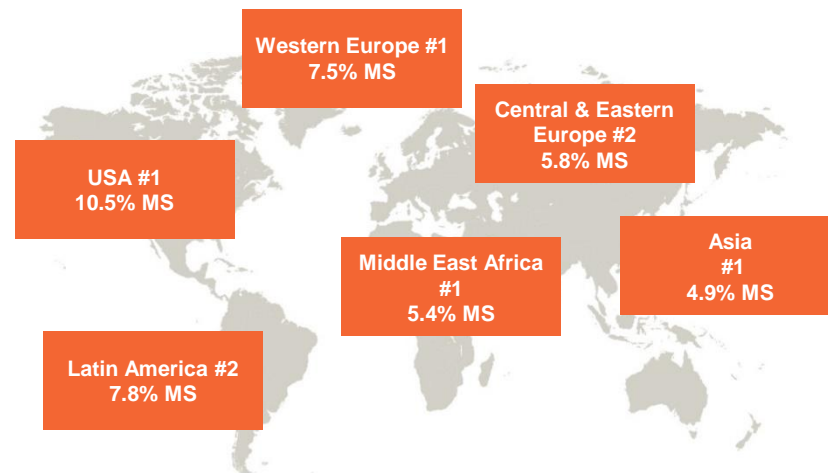 Western Europe #1
7.5% MS
Central & Eastern
Europe #2
5.8% MS
USA #1
10.5% MS
Asia
#1
4.9% MS
Middle East Africa
#1
5.4% MS
Latin America #2
7.8% MS